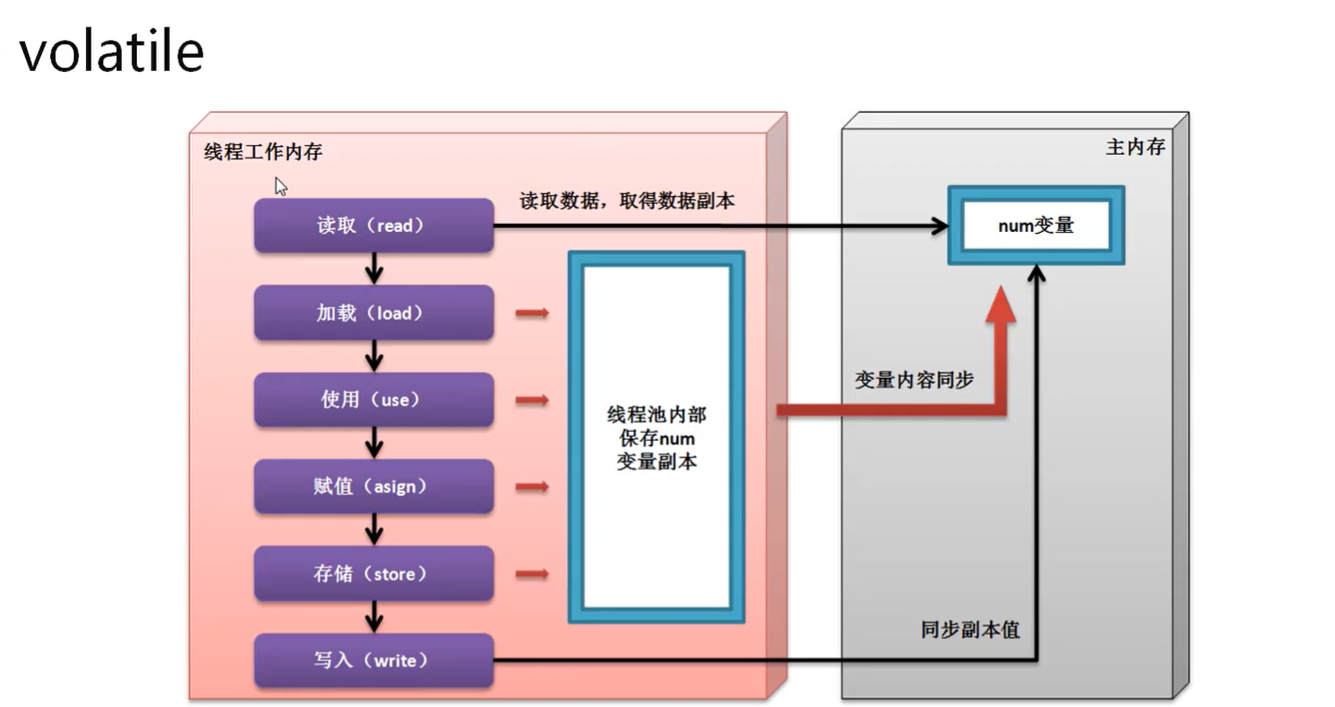 volatile
线程工作内存
主内存
读取（read）
读取数据，取得数据副本
num变量
加载（load）
使用（use）
变量内容同步
线程池内部
保存num
变量副本
赋值（asign）
存储（store）
同步副本值
写入（write）